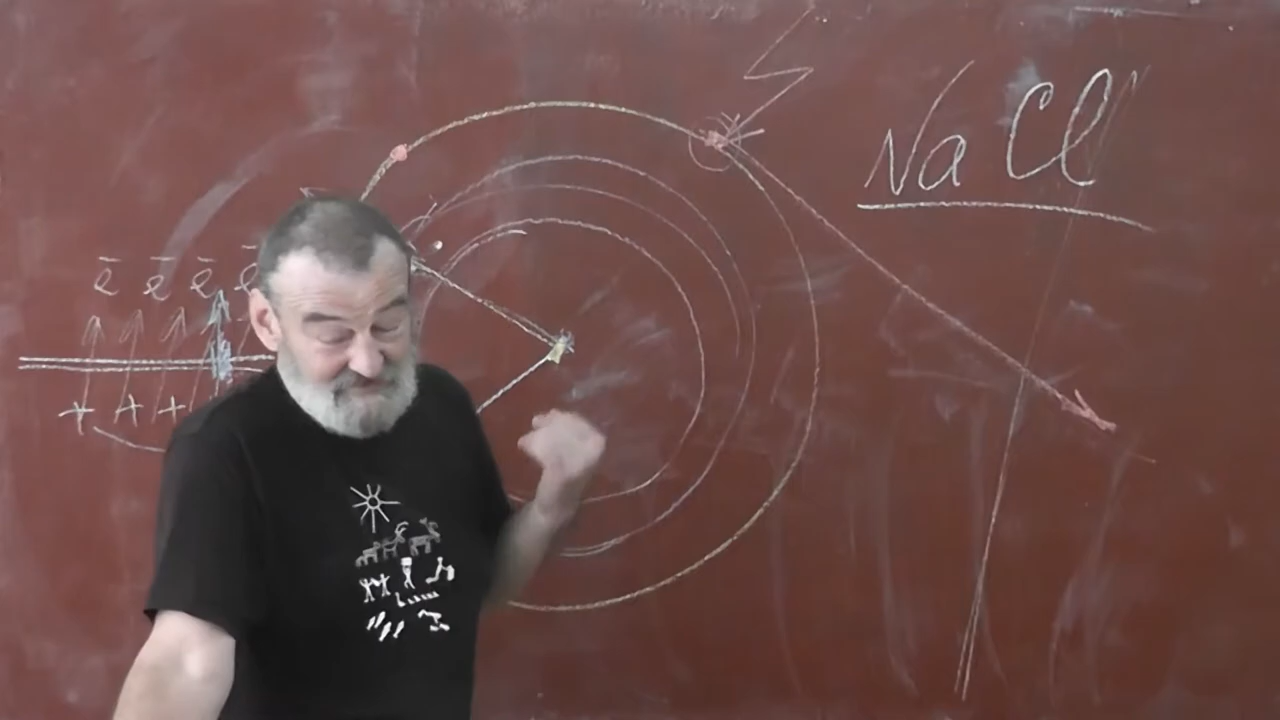 NaCl
ē ē ē ē
+ + +